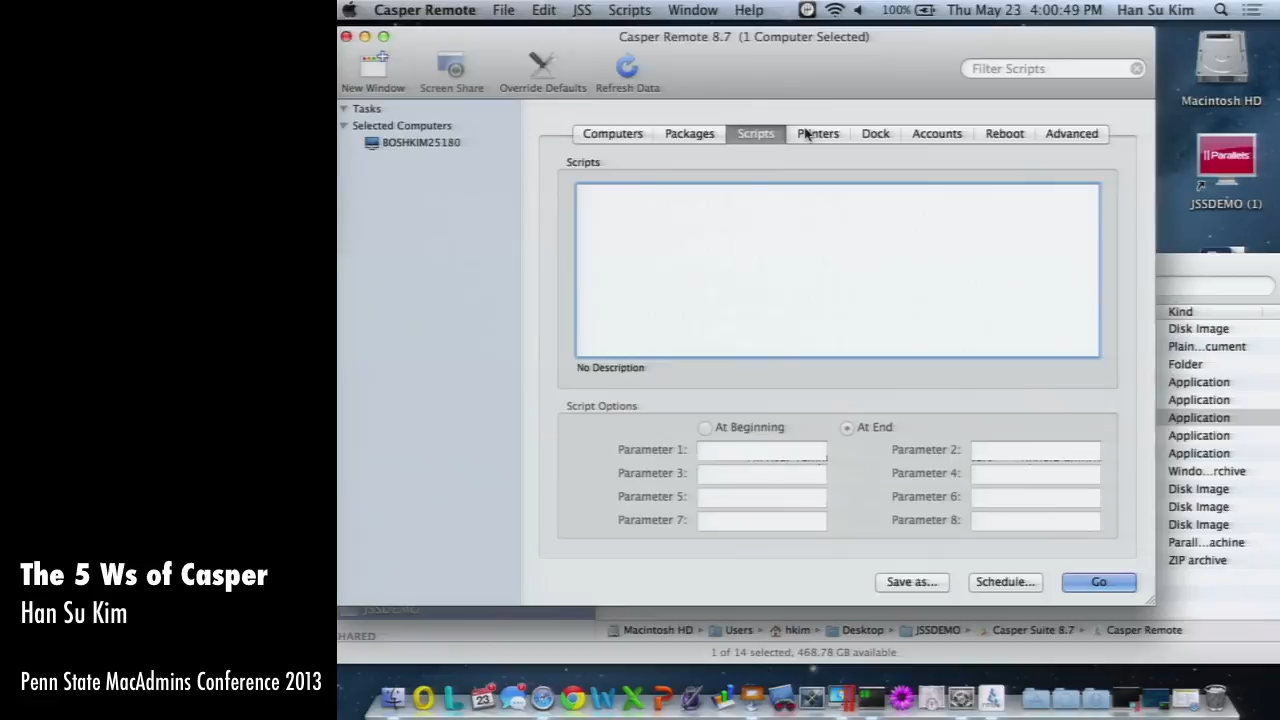 Casper Remote File Edit JSS Scripts Window Help 100% Thu May 23 4:00:49 PM Han Su Kim
Casper Remote 8.7 (1 Computer Selected)
New Window Screen Share Override Defaults Refresh Data Filter Scripts
Macintosh HD
Tasks
Selected Computers
BOSHKIM25180
Computers Packages Scripts Printers Dock Accounts Reboot Advanced
Parallels
JSSDEMO (1)
Scripts
No Description
Script Options
At Beginning At End
Parameter 1: Parameter 2:
Parameter 3: Parameter 4:
Parameter 5: Parameter 6:
Parameter 7: Parameter 8:
Save as... Schedule... Go
Kind
Disk Image
Plain...cument
Folder
Application
Application
Application
Application
Application
Windo...rchive
Disk Image
Disk Image
Disk Image
Parall...achine
ZIP archive
JSSDEMO
SHARED
Macintosh HD Users hkim Desktop JSSDEMO Casper Suite 8.7 Casper Remote
1 of 14 selected, 468.78 GB available
23
The 5 Ws of Casper
Han Su Kim
Penn State MacAdmins Conference 2013